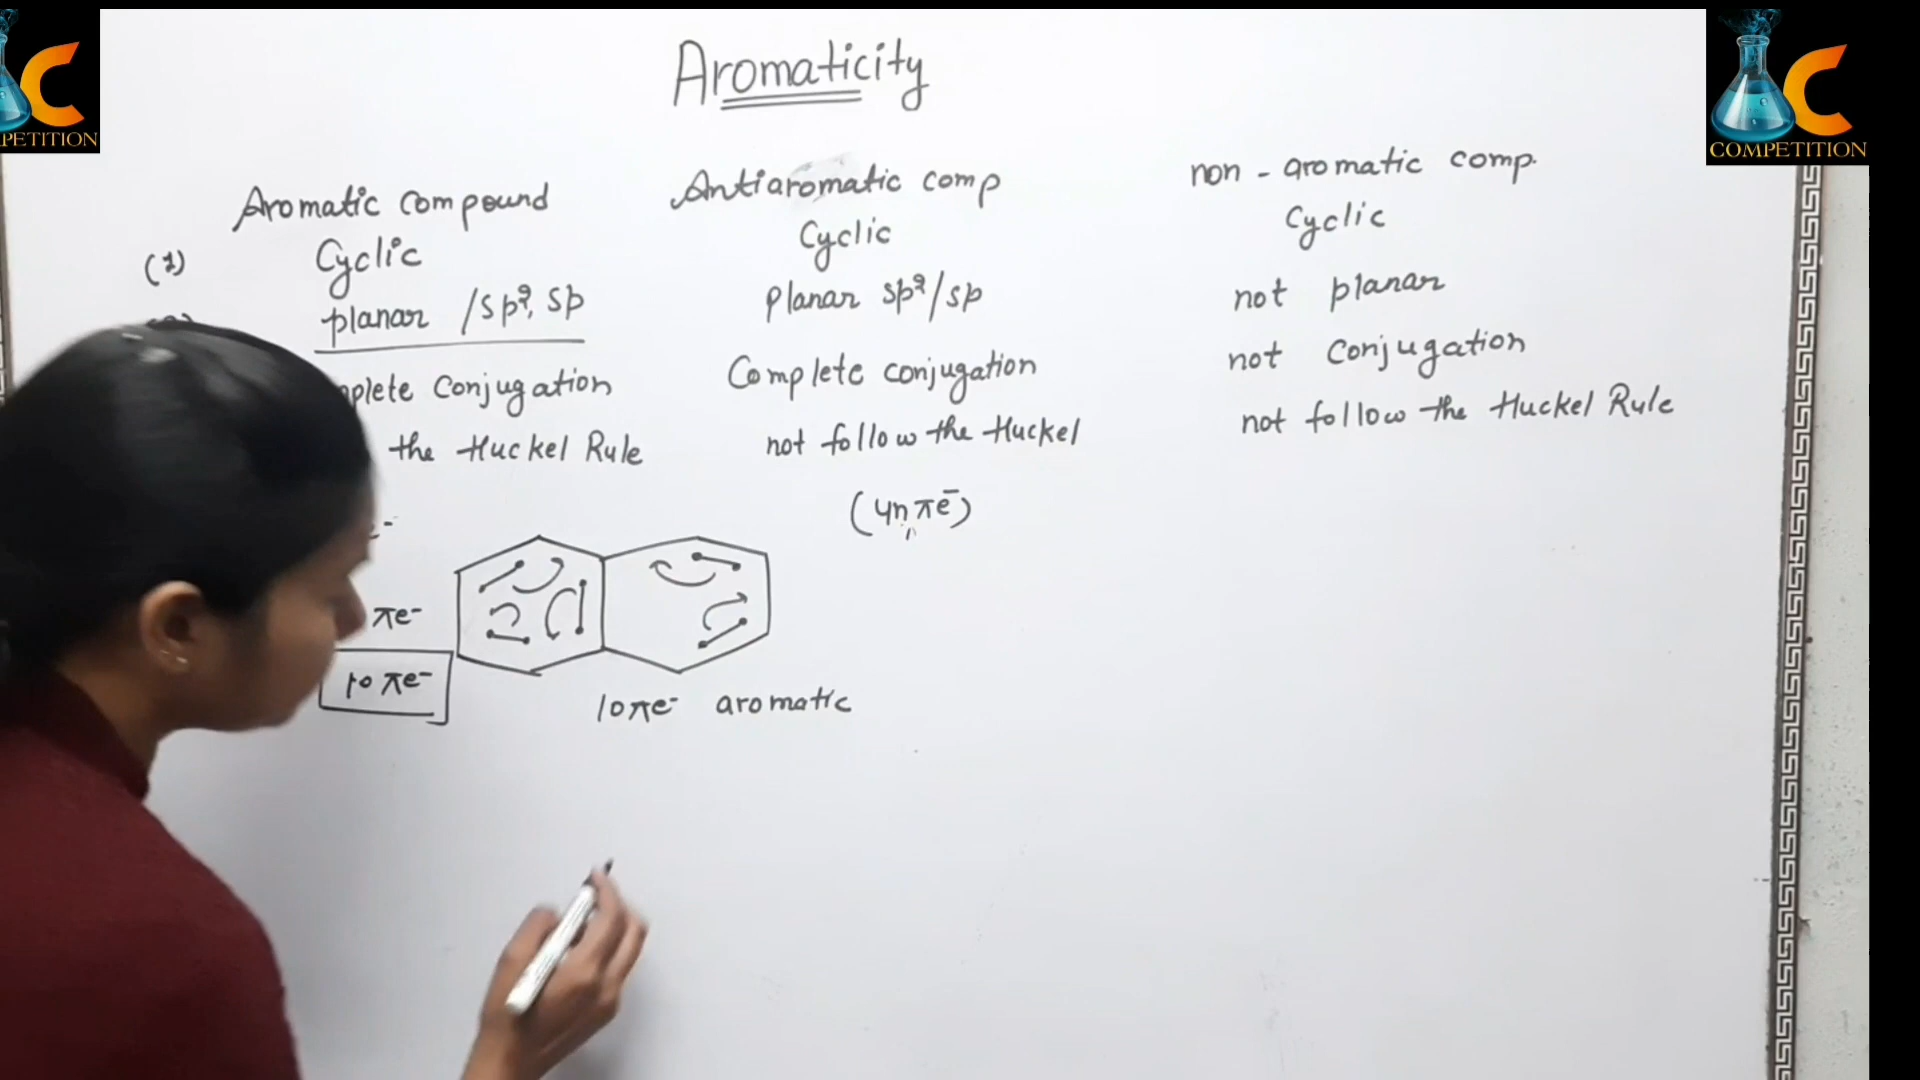 Aromaticity
C
PETITION
C
COMPETITION
Aromatic compound
Antiaromatic comp
non - aromatic comp.
(1)
Cyclic
Cyclic
Cyclic
planar /sp², sp
planar sp²/sp
not planar
plete Conjugation
Complete conjugation
not conjugation
the Huckel Rule
not follow the Huckel
not follow the Huckel Rule
(4nπe⁻)
πe⁻
10 πe⁻
10πe⁻ aromatic